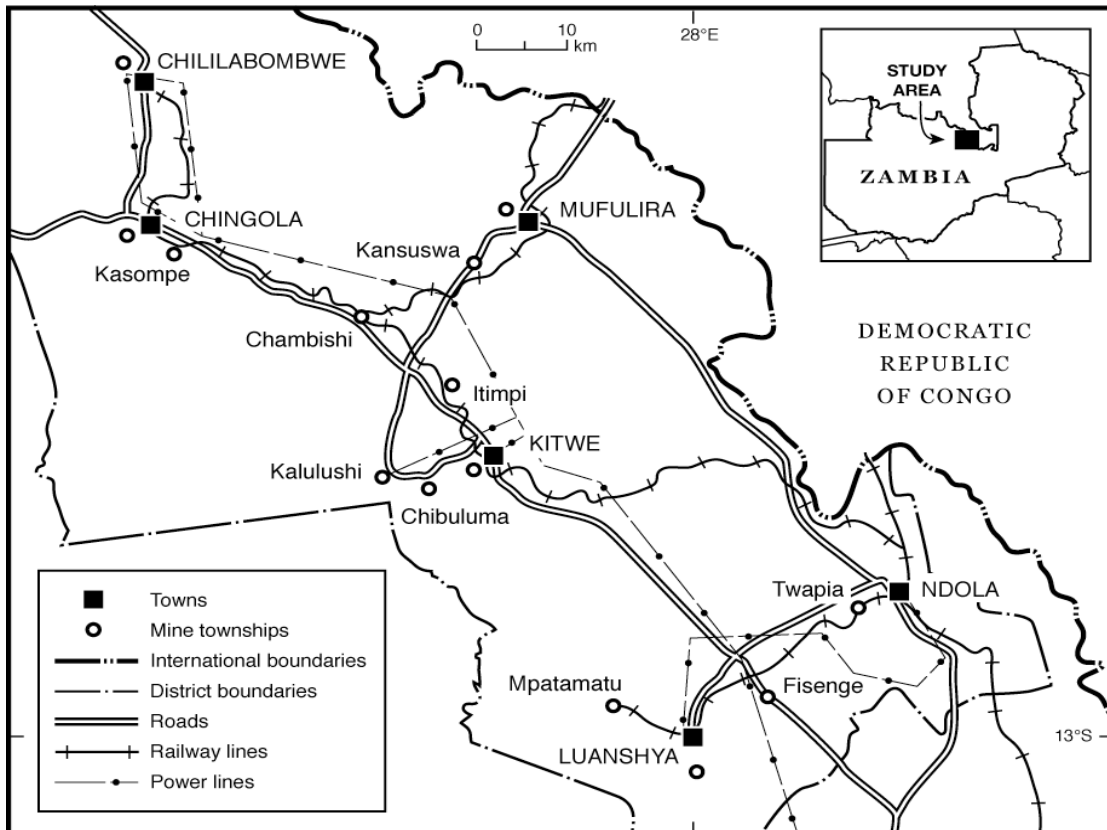 0 10
km
28°E
CHILILABOMBWE
STUDY
AREA
ZAMBIA
CHINGOLA
MUFULIRA
Kansuswa
Kasompe
Chambishi
DEMOCRATIC
REPUBLIC
OF CONGO
Itimpi
KITWE
Kalulushi
Chibuluma
Twapia
NDOLA
Mpatamatu
Fisenge
LUANSHYA
13°S
Towns
Mine townships
International boundaries
District boundaries
Roads
Railway lines
Power lines